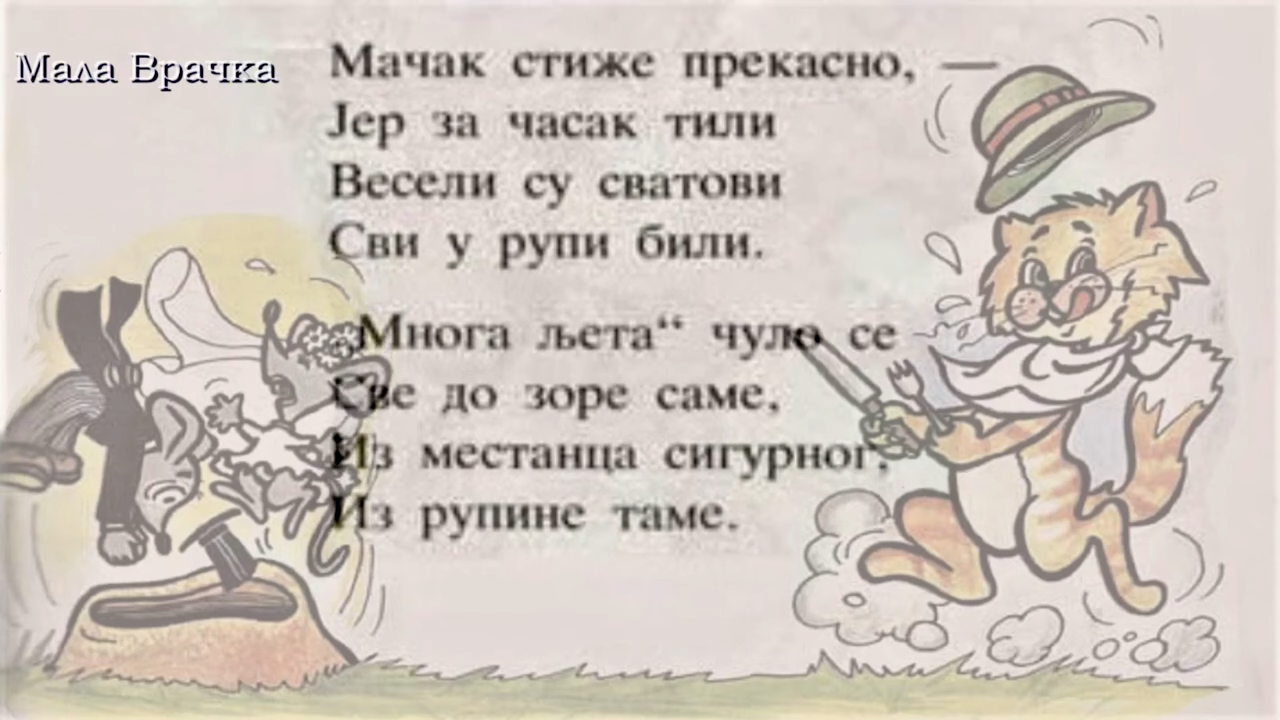 Мала Врачка
Мачак стиже прекасно, —
Јер за часак тили
Весели су сватови
Сви у рупи били.
„Многа љета“ чуло се
Све до зоре саме,
Из местанца сигурног,
Из рупине таме.